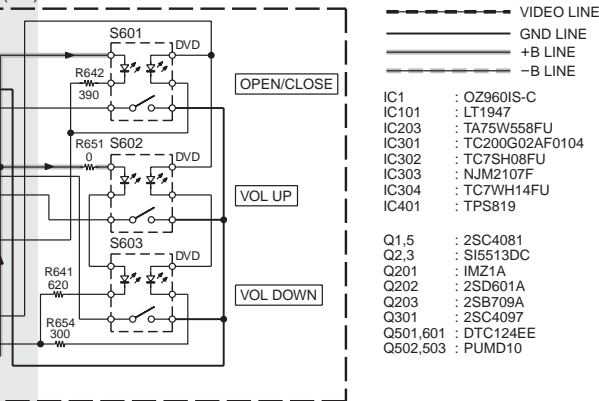 S601
DVD
R642
390
OPEN/CLOSE
R651
0
S602
DVD
VOL UP
S603
DVD
R641
620
VOL DOWN
R654
300
VIDEO LINE
GND LINE
+B LINE
−B LINE
IC1 : OZ960IS-C
IC101 : LT1947
IC203 : TA75W558FU
IC301 : TC200G02AF0104
IC302 : TC7SH08FU
IC303 : NJM2107F
IC304 : TC7WH14FU
IC401 : TPS819
Q1,5 : 2SC4081
Q2,3 : SI5513DC
Q201 : IMZ1A
Q202 : 2SD601A
Q203 : 2SB709A
Q301 : 2SC4097
Q501,601 : DTC124EE
Q502,503 : PUMD10